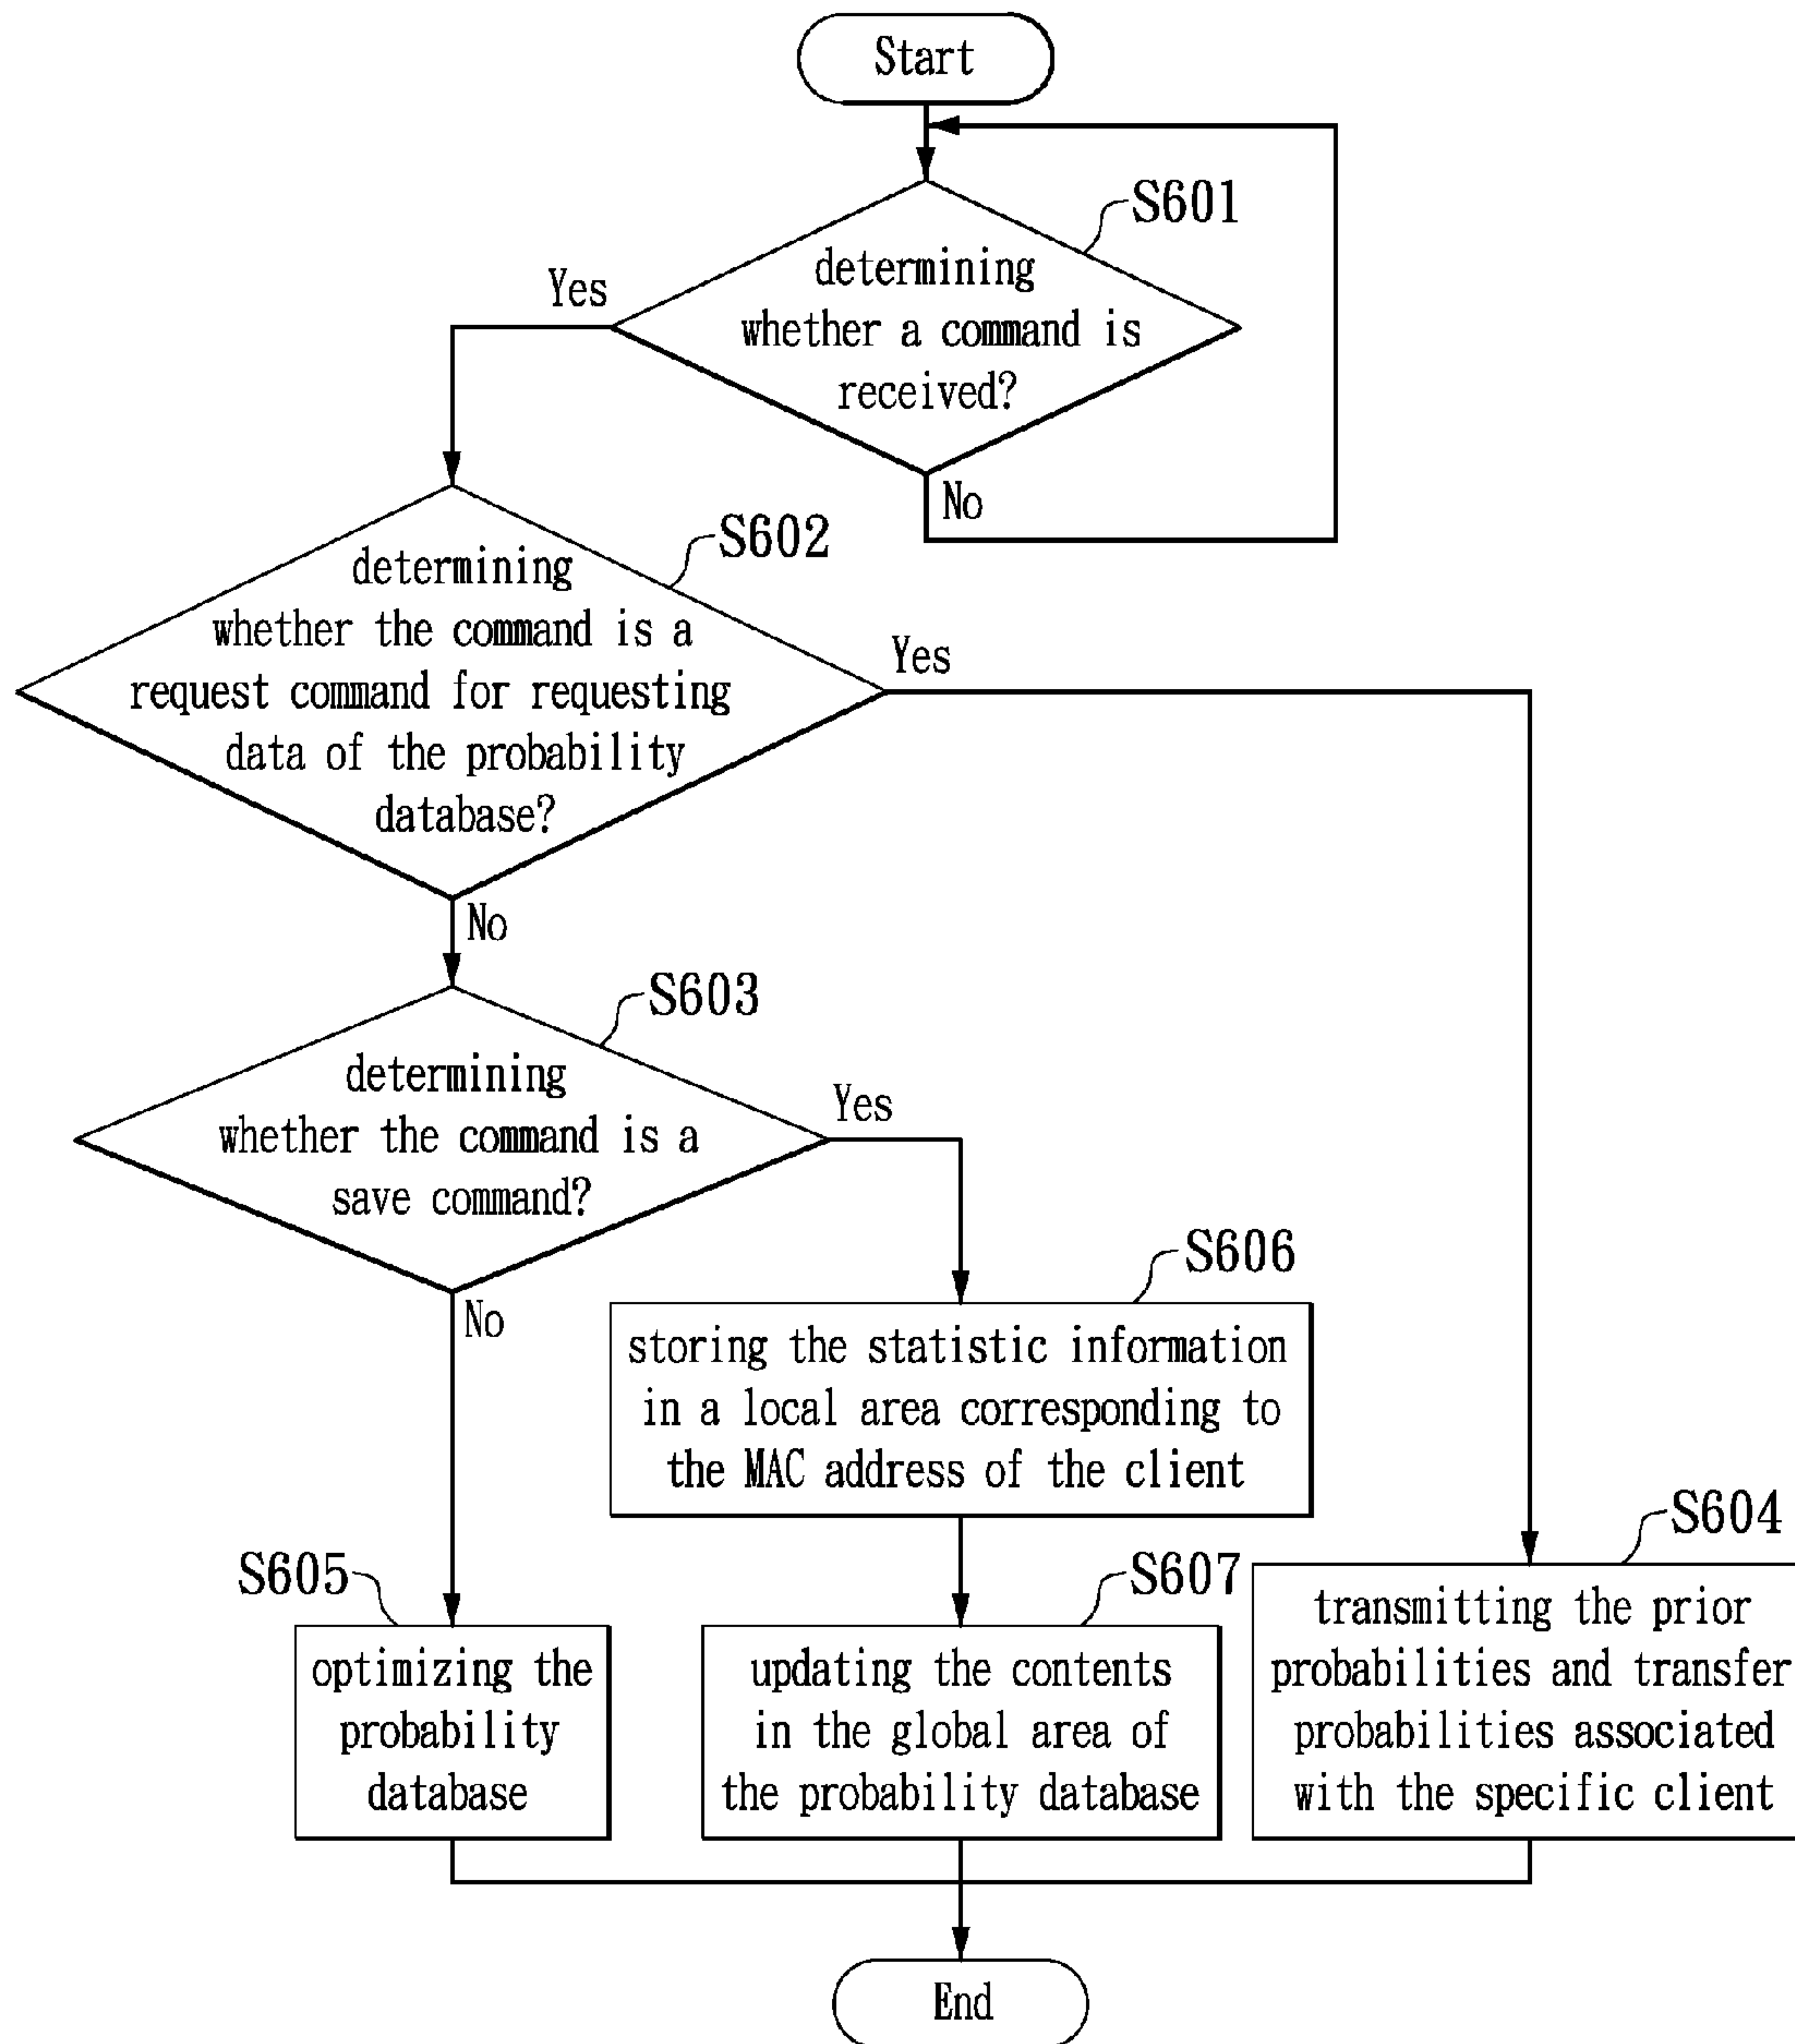 Start
S601
determining
whether a command is
received?
Yes
No
S602
determining
whether the command is a
request command for requesting
data of the probability
database?
Yes
No
S603
determining
whether the command is a
save command?
Yes
No
S606
storing the statistic information
in a local area corresponding to
the MAC address of the client
S605
optimizing the
probability
database
S607
updating the contents
in the global area of
the probability database
S604
transmitting the prior
probabilities and transfer
probabilities associated
with the specific client
End